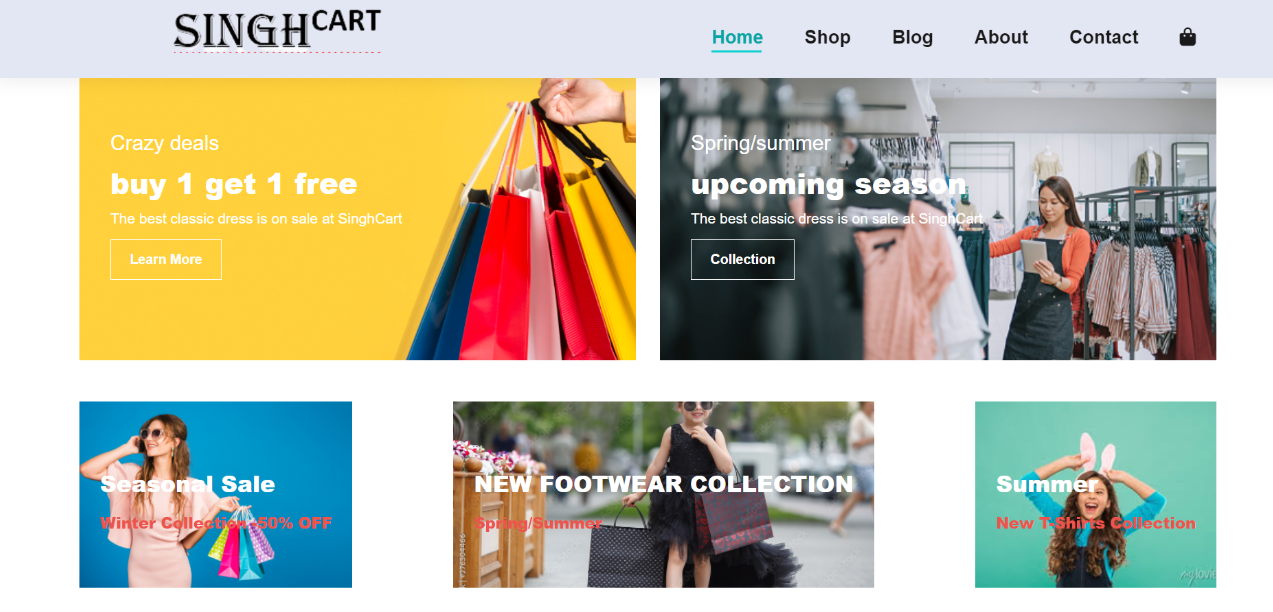 SINGHCART
Home Shop Blog About Contact
Crazy deals
buy 1 get 1 free
The best classic dress is on sale at SinghCart
Learn More
Spring/summer
upcoming season
The best classic dress is on sale at SinghCart
Collection
Seasonal Sale
Winter Collection -50% OFF
NEW FOOTWEAR COLLECTION
Spring/Summer
Summer
New T-Shirts Collection